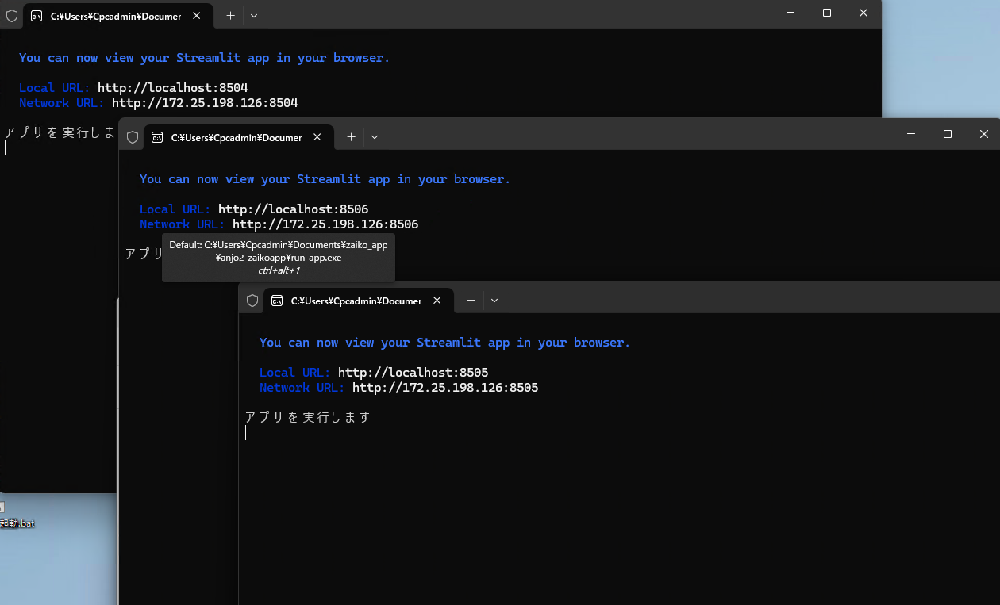 C:¥Users¥Cpcadmin¥Documer
You can now view your Streamlit app in your browser.
Local URL: http://localhost:8504
Network URL: http://172.25.198.126:8504
アプリを実行しま
C:¥Users¥Cpcadmin¥Documer
You can now view your Streamlit app in your browser.
Local URL: http://localhost:8506
Network URL: http://172.25.198.126:8506
アプリ
Default: C:¥Users¥Cpcadmin¥Documents¥zaiko_app
¥anjo2_zaikoapp¥run_app.exe
ctrl+alt+1
C:¥Users¥Cpcadmin¥Documer
You can now view your Streamlit app in your browser.
Local URL: http://localhost:8505
Network URL: http://172.25.198.126:8505
アプリを実行します
起動.bat